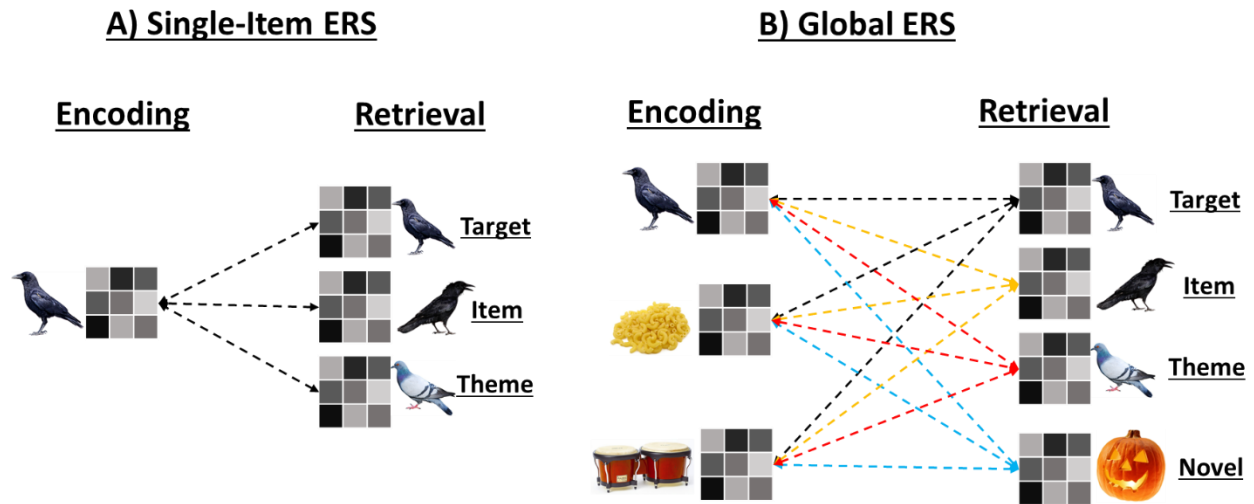 A) Single-Item ERS
Encoding
Retrieval
Target
Item
Theme
B) Global ERS
Encoding
Retrieval
Target
Item
Theme
Novel